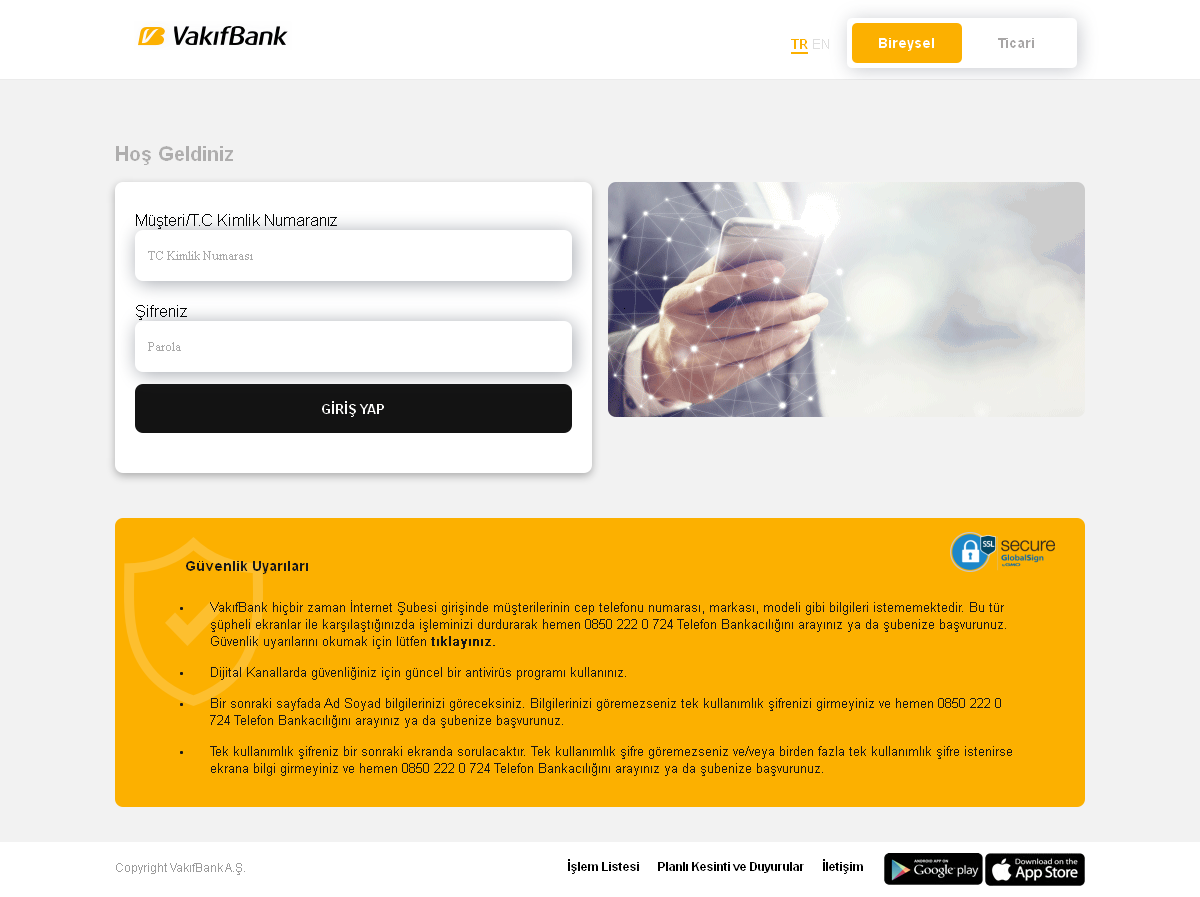 VakıfBank
TR EN
Bireysel
Ticari
Hoş Geldiniz
Müşteri/T.C Kimlik Numaranız
TC Kimlik Numarası
Şifreniz
Parola
GİRİŞ YAP
SSL
secure
GlobalSign
Güvenlik Uyarıları
• VakıfBank hiçbir zaman İnternet Şubesi girişinde müşterilerinin cep telefonu numarası, markası, modeli gibi bilgileri istememektedir. Bu tür
şüpheli ekranlar ile karşılaştığınızda işleminizi durdurarak hemen 0850 222 0 724 Telefon Bankacılığını arayınız ya da şubenize başvurunuz.
Güvenlik uyarılarını okumak için lütfen tıklayınız.
• Dijital Kanallarda güvenliğiniz için güncel bir antivirüs programı kullanınız.
• Bir sonraki sayfada Ad Soyad bilgilerinizi göreceksiniz. Bilgilerinizi göremezseniz tek kullanımlık şifrenizi girmeyiniz ve hemen 0850 222 0
724 Telefon Bankacılığını arayınız ya da şubenize başvurunuz.
• Tek kullanımlık şifreniz bir sonraki ekranda sorulacaktır. Tek kullanımlık şifre göremezseniz ve/veya birden fazla tek kullanımlık şifre istenirse
ekrana bilgi girmeyiniz ve hemen 0850 222 0 724 Telefon Bankacılığını arayınız ya da şubenize başvurunuz.
Copyright VakıfBank A.Ş.
İşlem Listesi
Planlı Kesinti ve Duyurular
İletişim
ANDROID APP ON
Google play
Download on the
App Store